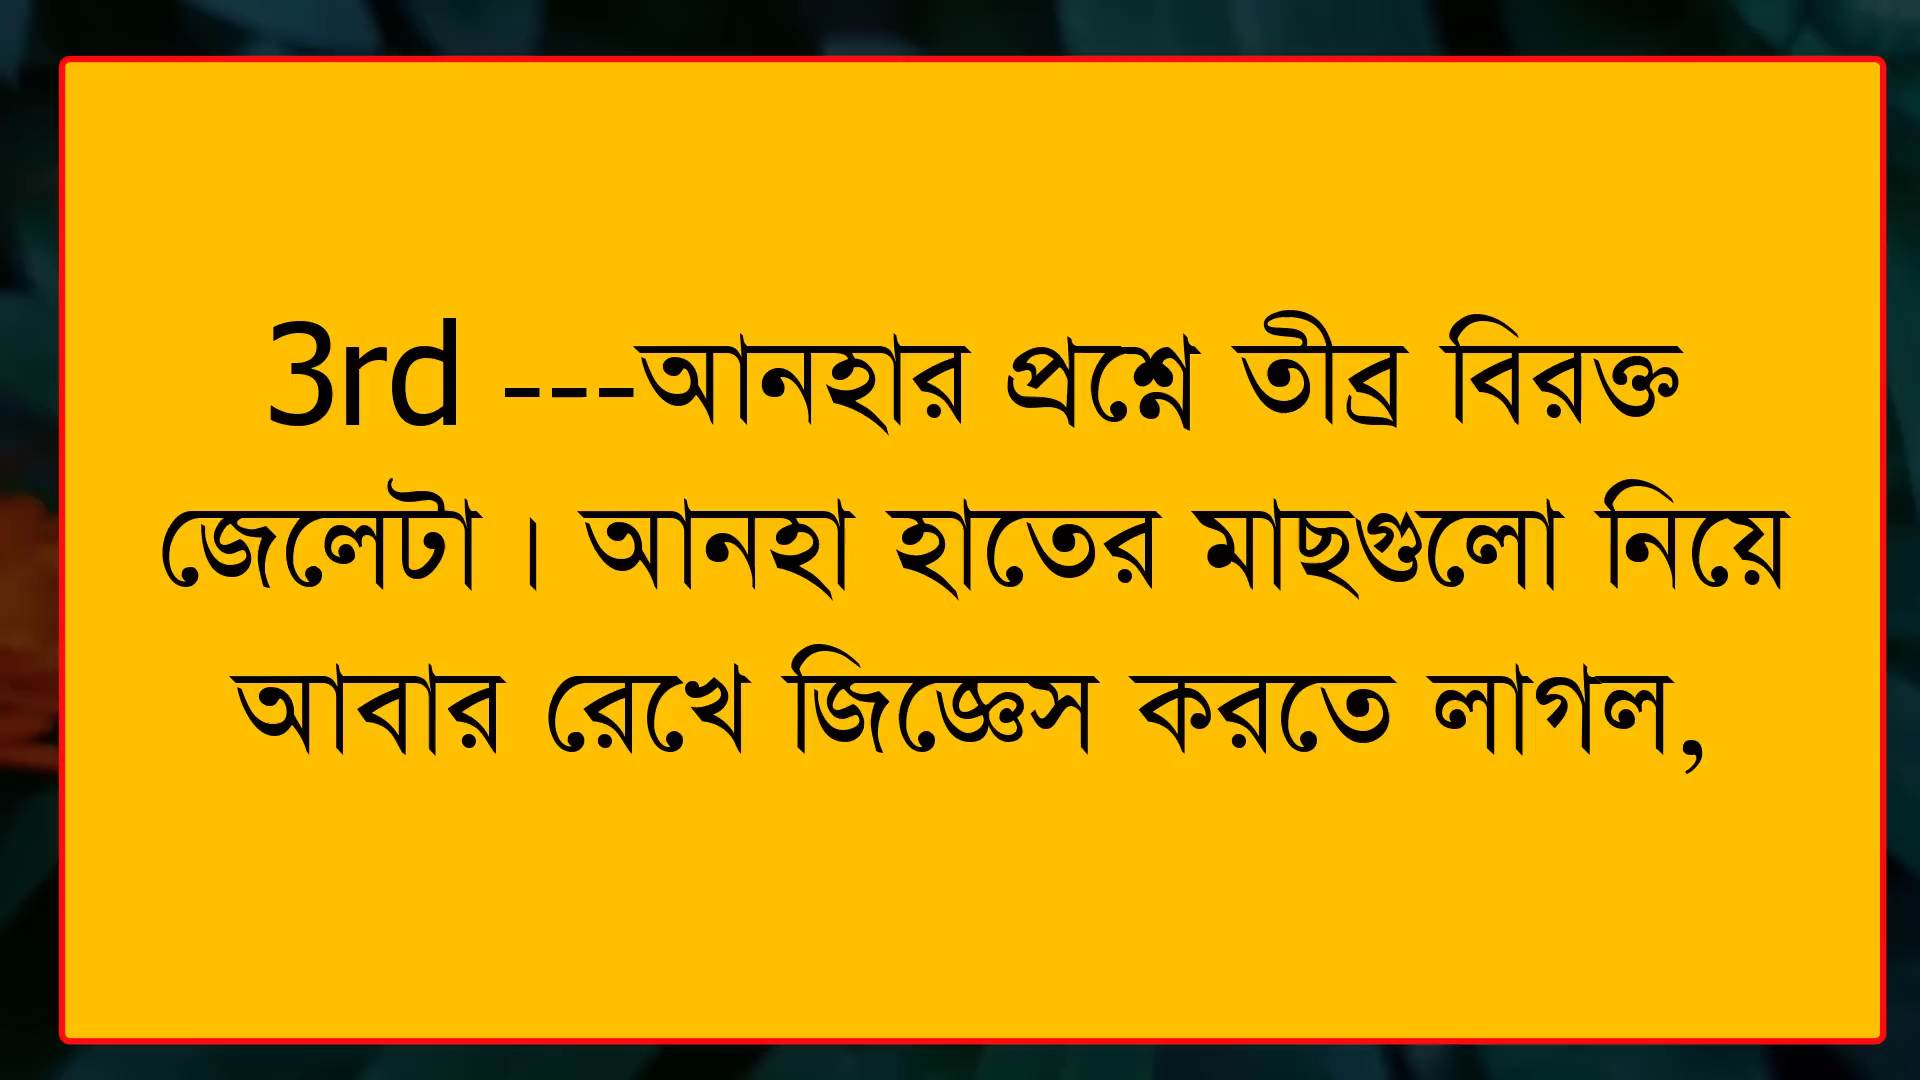 3rd ---আনহার প্রশ্নে তীব্র বিরক্ত
জেলেটা। আনহা হাতের মাছগুলো নিয়ে
আবার রেখে জিজ্ঞেস করতে লাগল,